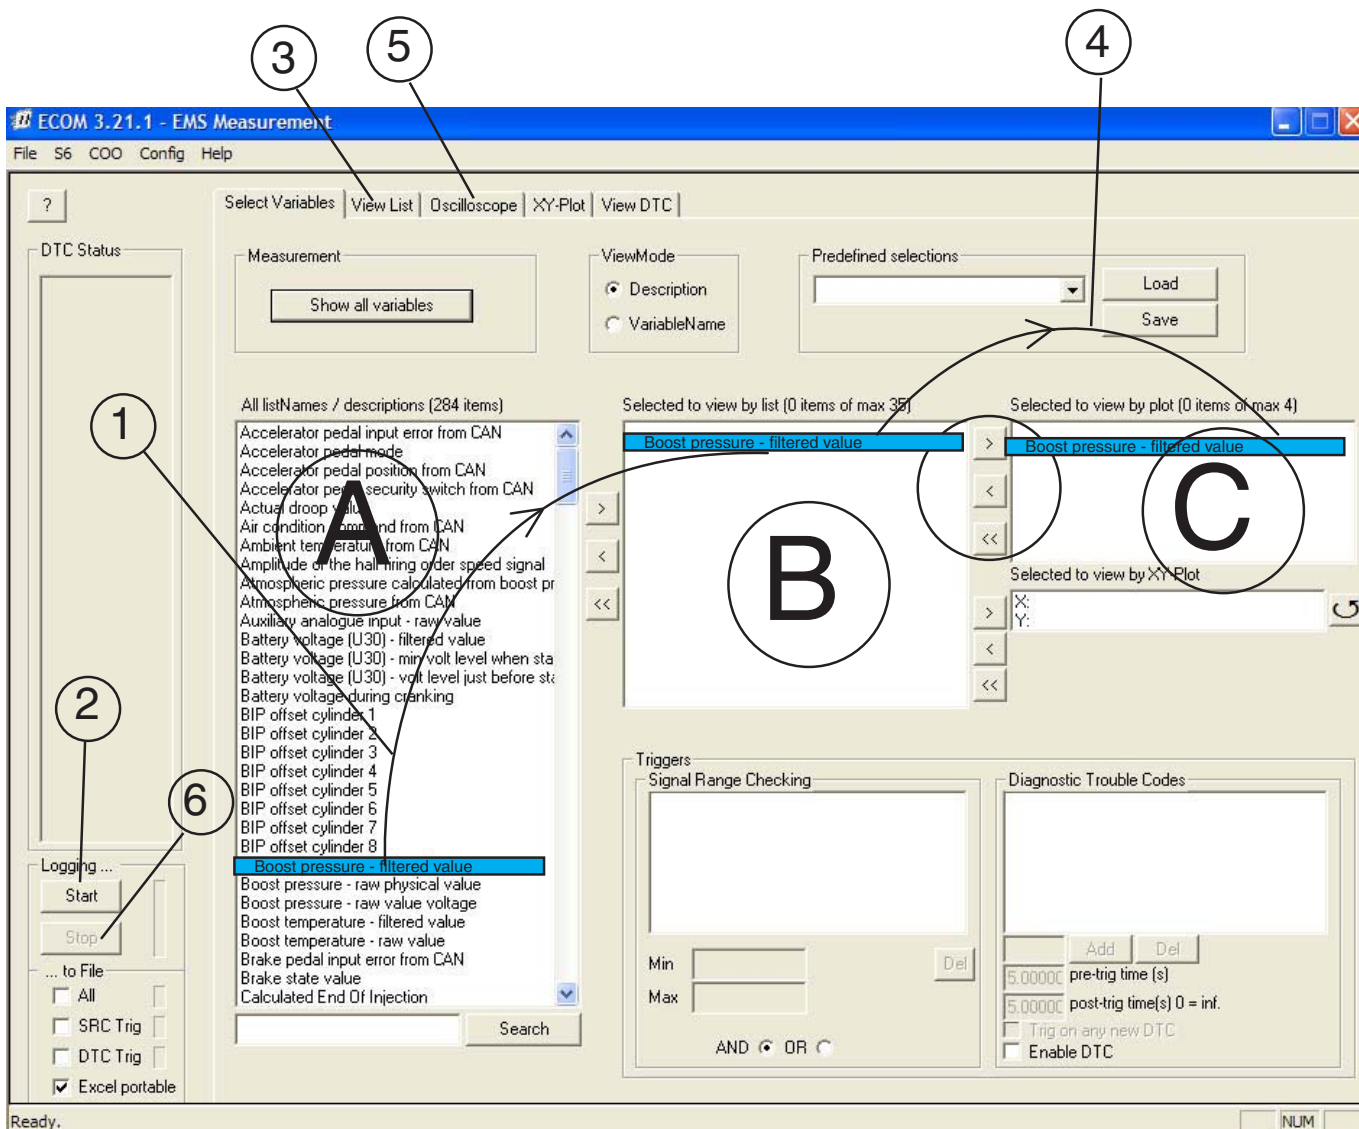 3
5
4
ECOM 3.21.1 - EMS Measurement
File S6 COO Config Help
?
Select Variables View List Oscilloscope XY-Plot View DTC
DTC Status
Measurement
Show all variables
ViewMode
Description
VariableName
Predefined selections
Load
Save
1
All listNames / descriptions (284 items)
Accelerator pedal input error from CAN
Accelerator pedal mode
Accelerator pedal position from CAN
Accelerator pedal security switch from CAN
Actual droop value
Air condition command from CAN
Ambient temperature from CAN
Amplitude of the hall firing order speed signal
Atmospheric pressure calculated from boost pr
Atmospheric pressure from CAN
Auxiliary analogue input - raw value
Battery voltage (U30) - filtered value
Battery voltage (U30) - min volt level when sta
Battery voltage (U30) - volt level just before sta
Battery voltage during cranking
BIP offset cylinder 1
BIP offset cylinder 2
BIP offset cylinder 3
BIP offset cylinder 4
BIP offset cylinder 5
BIP offset cylinder 6
BIP offset cylinder 7
BIP offset cylinder 8
Boost pressure - filtered value
Boost pressure - raw physical value
Boost pressure - raw value voltage
Boost temperature - filtered value
Boost temperature - raw value
Brake pedal input error from CAN
Brake state value
Calculated End Of Injection
A
Search
>
<
<<
Selected to view by list (0 items of max 35)
Boost pressure - filtered value
B
>
<
<<
Selected to view by plot (0 items of max 4)
Boost pressure - filtered value
C
Selected to view by XY-Plot
X:
Y:
>
<
<<
2
6
Logging ...
Start
Stop
... to File
All
SRC Trig
DTC Trig
Excel portable
Triggers
Signal Range Checking
Min
Max
Del
AND OR
Diagnostic Trouble Codes
Add Del
5.00000 pre-trig time (s)
5.00000 post-trig time(s) 0 = inf.
Trig on any new DTC
Enable DTC
Ready.
NUM